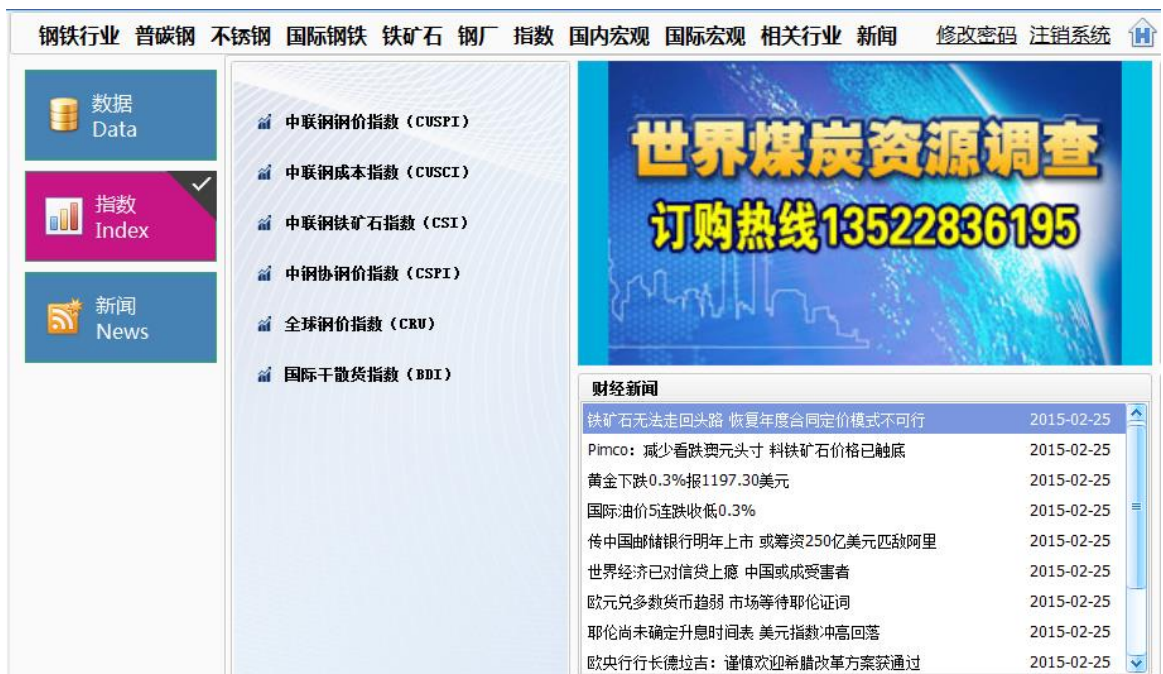 钢铁行业 普碳钢 不锈钢 国际钢铁 铁矿石 钢厂 指数 国内宏观 国际宏观 相关行业 新闻 修改密码 注销系统
数据
Data
指数
Index
新闻
News
中联钢钢价指数（CUSPI）
中联钢成本指数（CUSCI）
中联钢铁矿石指数（CSI）
中钢协钢价指数（CSPI）
全球钢价指数（CRU）
国际干散货指数（BDI）
世界煤炭资源调查
订购热线13522836195
财经新闻
铁矿石无法走回头路 恢复年度合同定价模式不可行 2015-02-25
Pimco：减少看跌澳元头寸 料铁矿石价格已触底 2015-02-25
黄金下跌0.3%报1197.30美元 2015-02-25
国际油价5连跌收低0.3% 2015-02-25
传中国邮储银行明年上市 或筹资250亿美元匹敌阿里 2015-02-25
世界经济已对信贷上瘾 中国或成受害者 2015-02-25
欧元兑多数货币趋弱 市场等待耶伦证词 2015-02-25
耶伦尚未确定升息时间表 美元指数冲高回落 2015-02-25
欧央行行长德拉吉：谨慎欢迎希腊改革方案获通过 2015-02-25